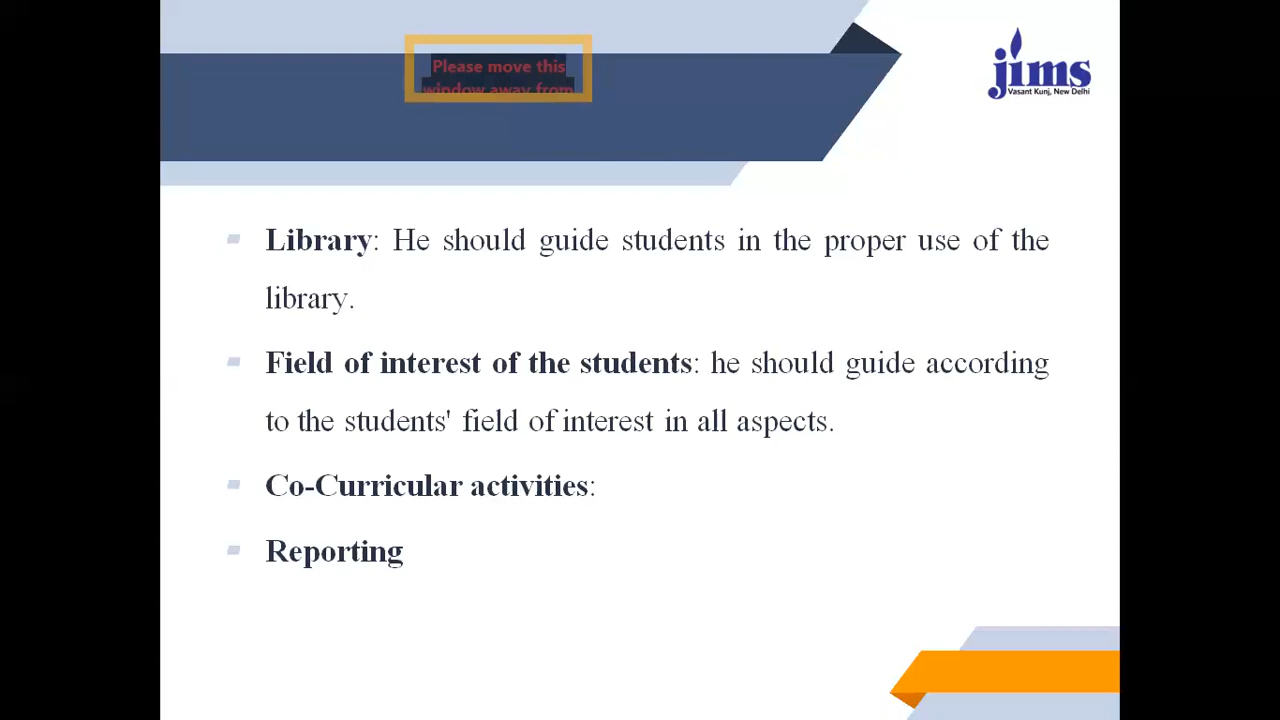 Please move this
window away from
jims
Vasant Kunj, New Delhi
Library: He should guide students in the proper use of the
library.
Field of interest of the students: he should guide according
to the students' field of interest in all aspects.
Co-Curricular activities:
Reporting